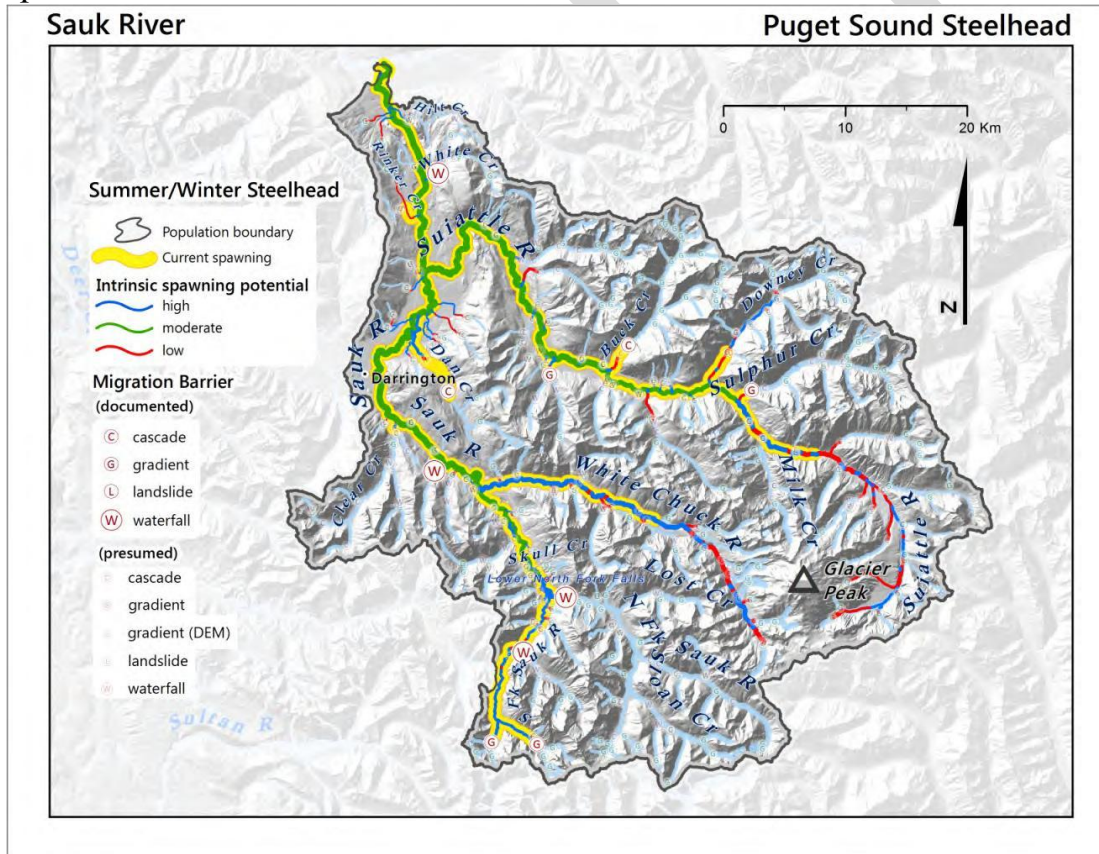 Sauk River
Puget Sound Steelhead
0 10 20 Km
N
Summer/Winter Steelhead
Population boundary
Current spawning
Intrinsic spawning potential
high
moderate
low
Migration Barrier
(documented)
C cascade
G gradient
L landslide
W waterfall
(presumed)
cascade
gradient
gradient (DEM)
landslide
waterfall
Hilt Cr
White Cr
Rinker Cr
W
Suiattle R
Deer
Downey Cr
Buck Cr
C
Sulphur Cr
Sauk R
Dan Cr
Darrington
G
G
C
Sauk R
W
White Chuck R
Milk Cr
Clear Cr
Suiattle R
Skull Cr
Lower North Fork Falls
Lost Cr
Glacier
Peak
W
N Fk Sauk R
W
S Fk Sauk R
Sloan Cr
Sultan R
G
G